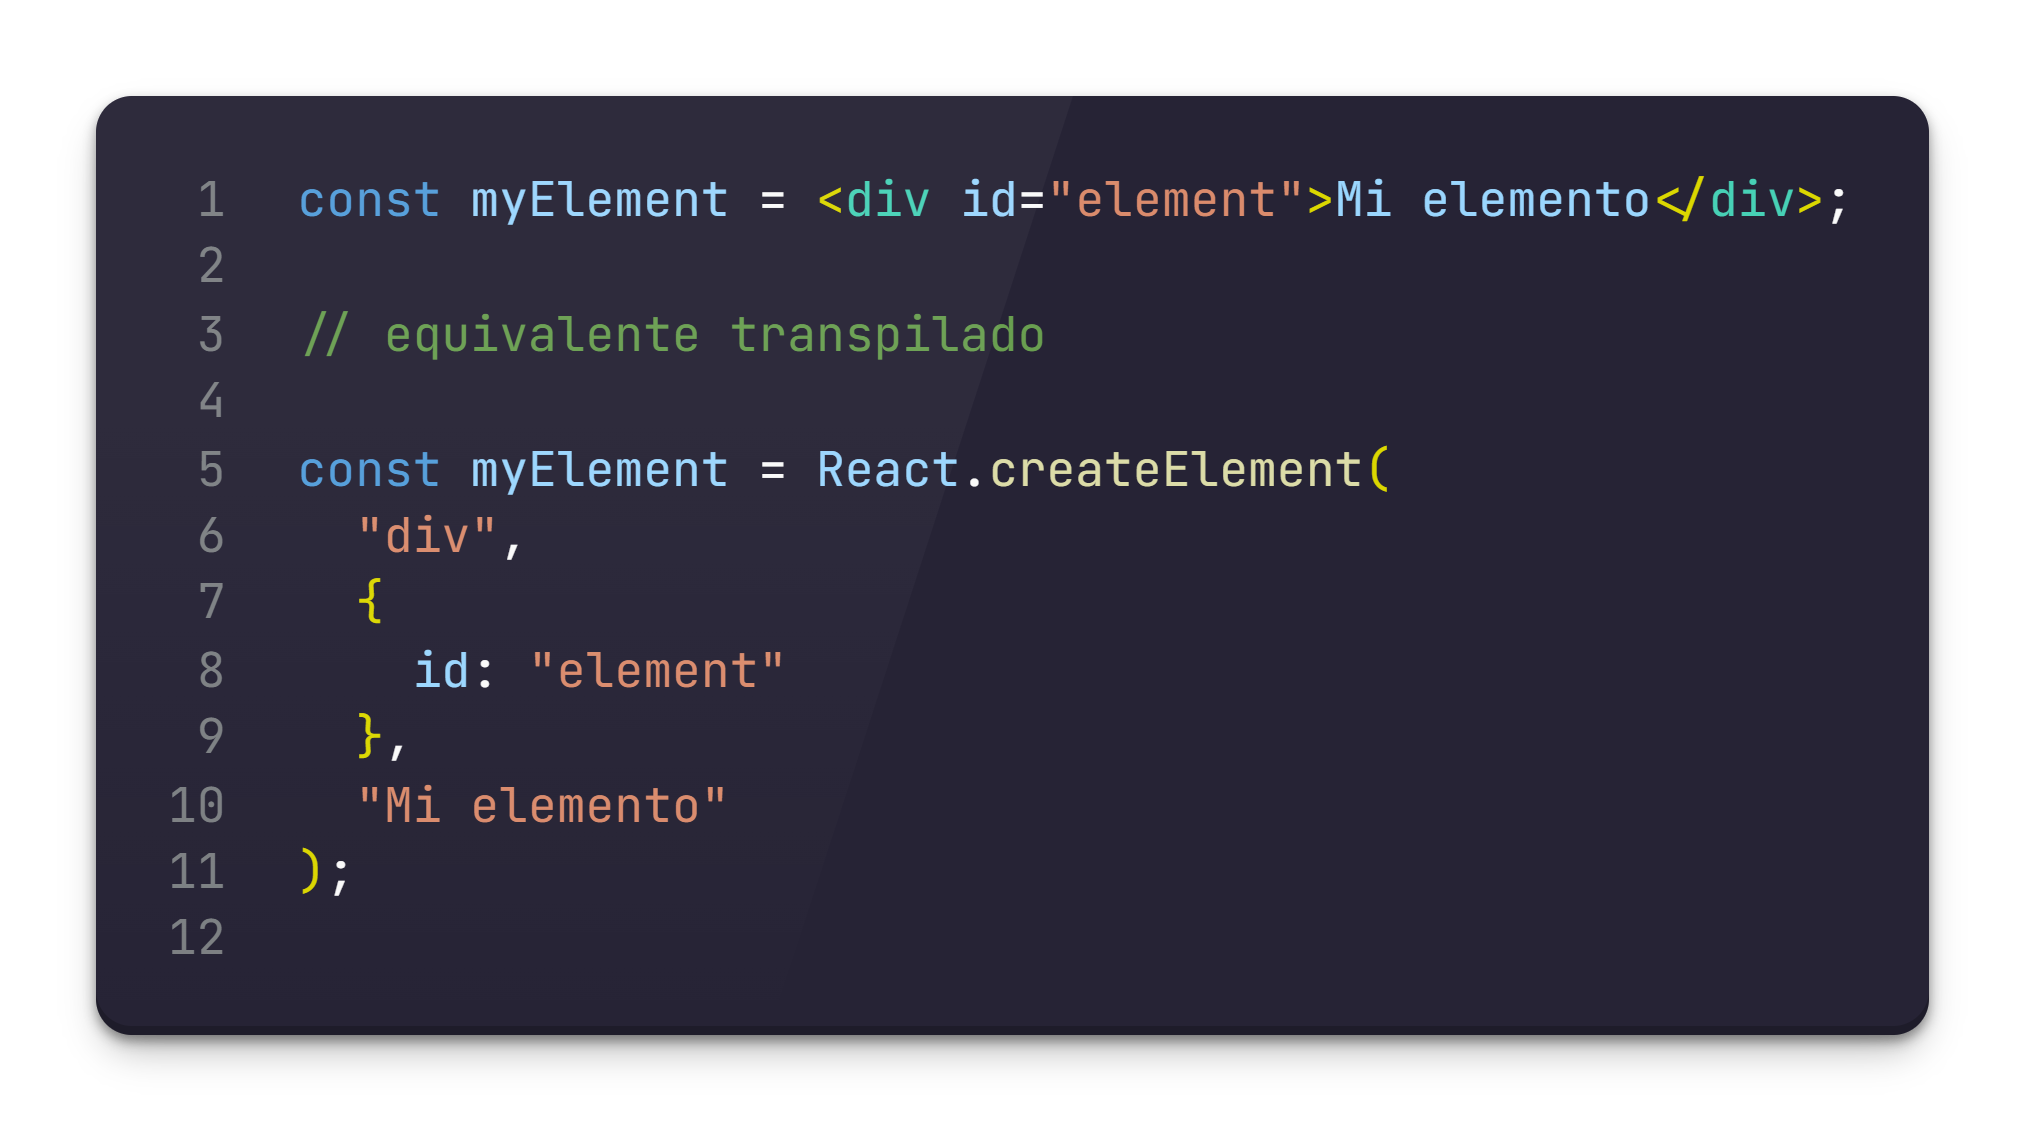 1 const myElement = <div id="element">Mi elemento</div>;
2
3 // equivalente transpilado
4
5 const myElement = React.createElement(
6 "div",
7 {
8 id: "element"
9 },
10 "Mi elemento"
11 );
12